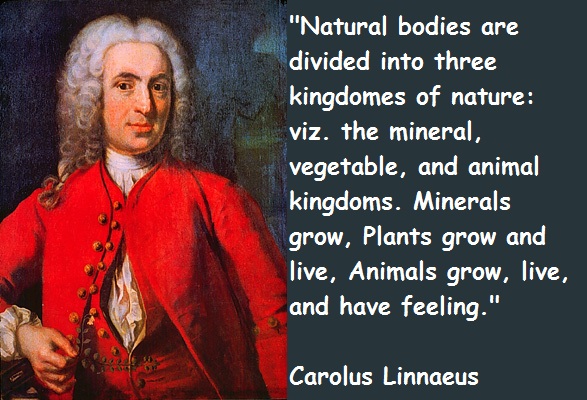 "Natural bodies are
divided into three
kingdomes of nature:
viz. the mineral,
vegetable, and animal
kingdoms. Minerals
grow, Plants grow and
live, Animals grow, live,
and have feeling."
Carolus Linnaeus